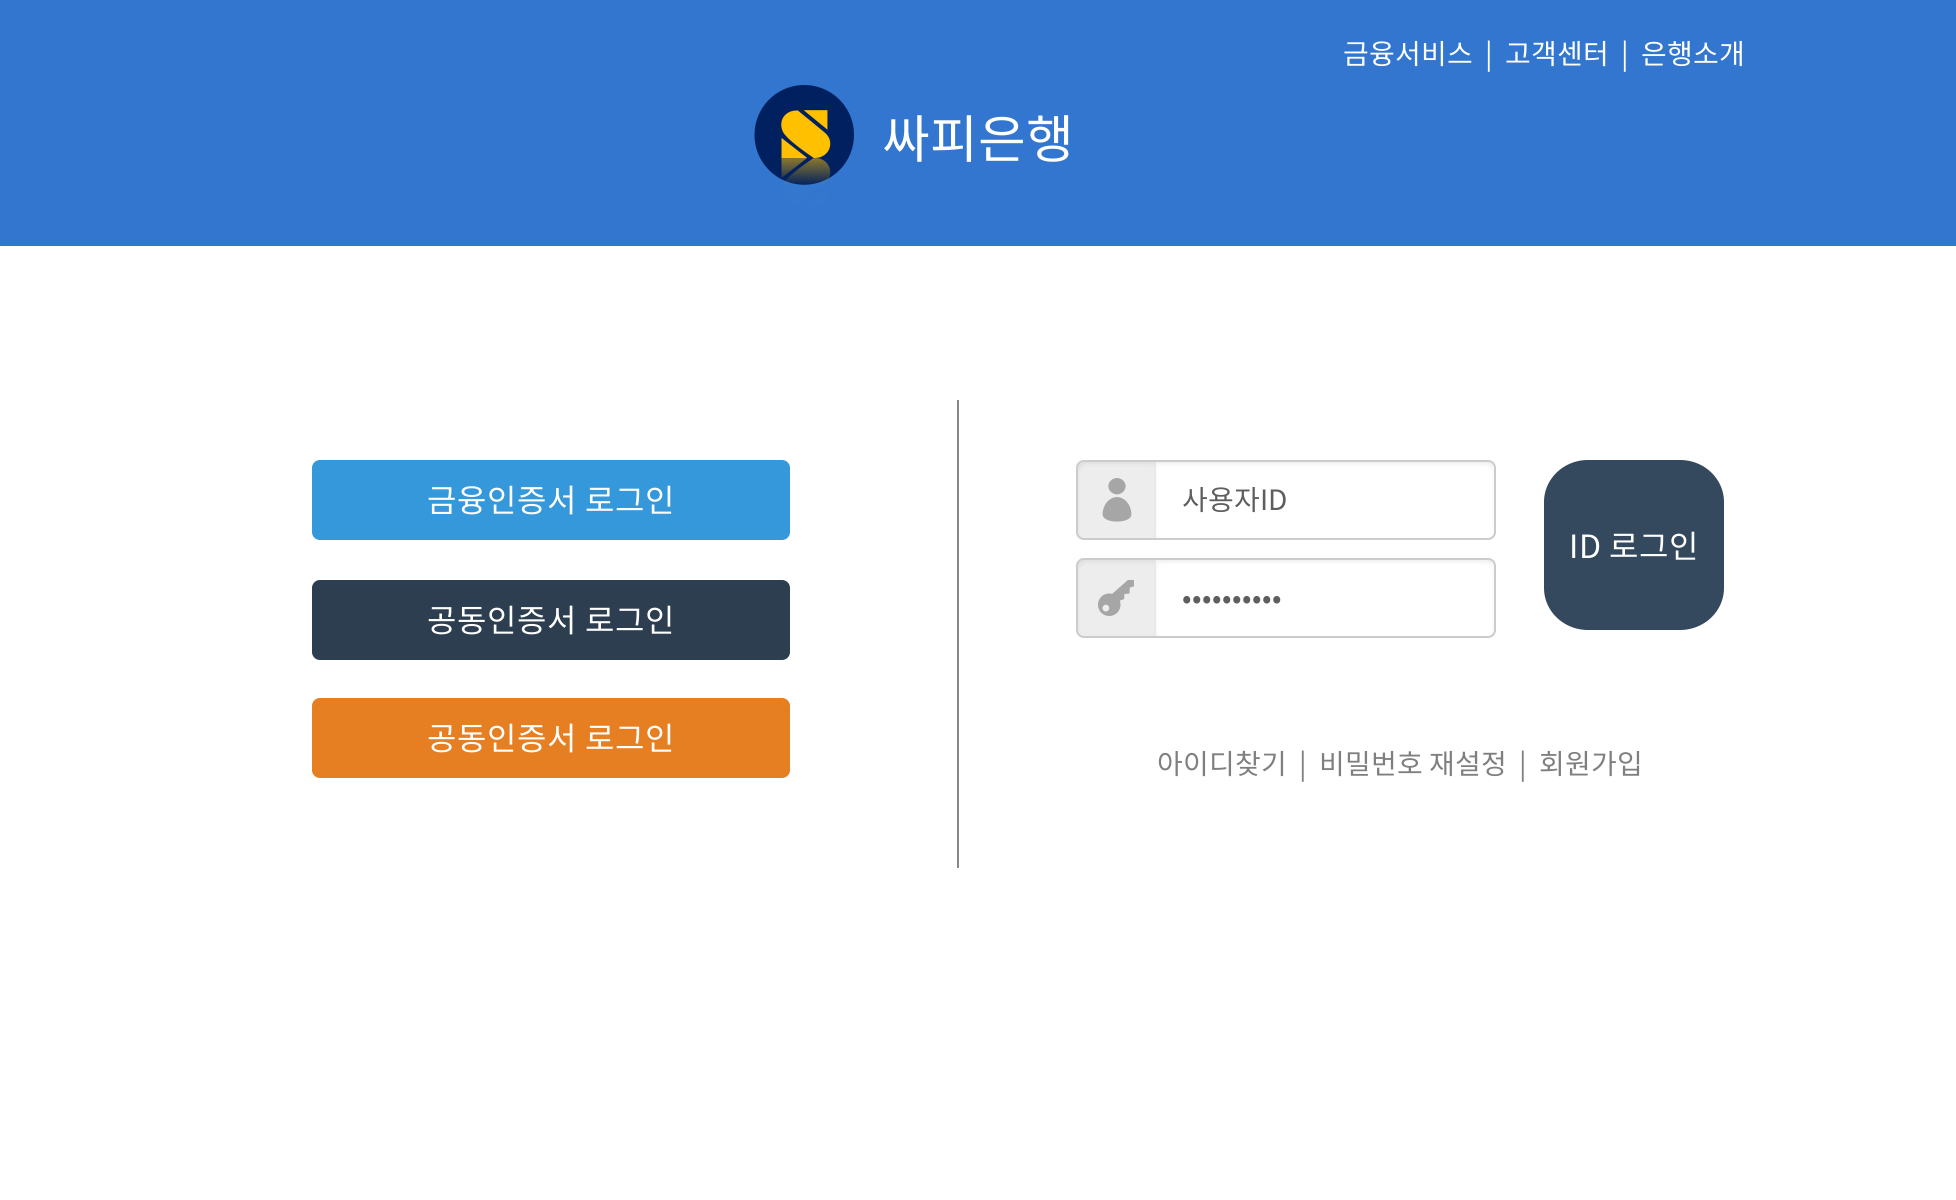 금융서비스 | 고객센터 | 은행소개
싸피은행
금융인증서 로그인
공동인증서 로그인
공동인증서 로그인
사용자ID
••••••••••
ID 로그인
아이디찾기 | 비밀번호 재설정 | 회원가입